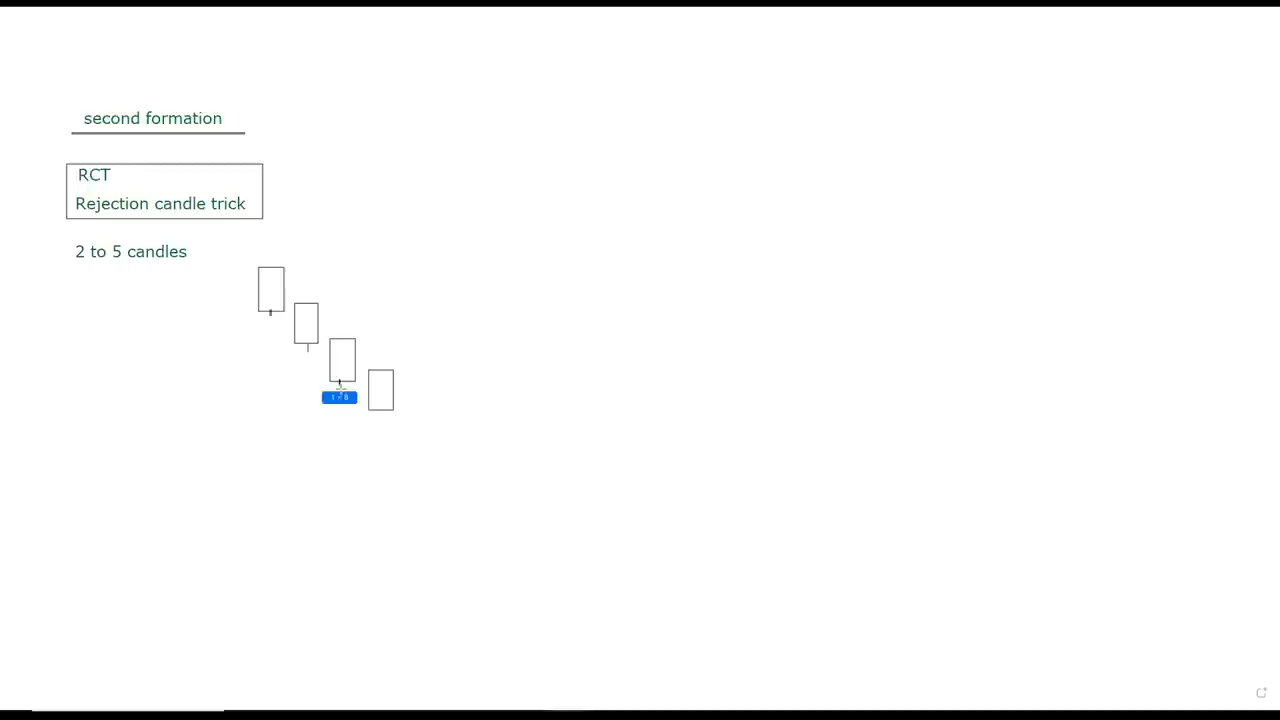 second formation
RCT
Rejection candle trick
2 to 5 candles